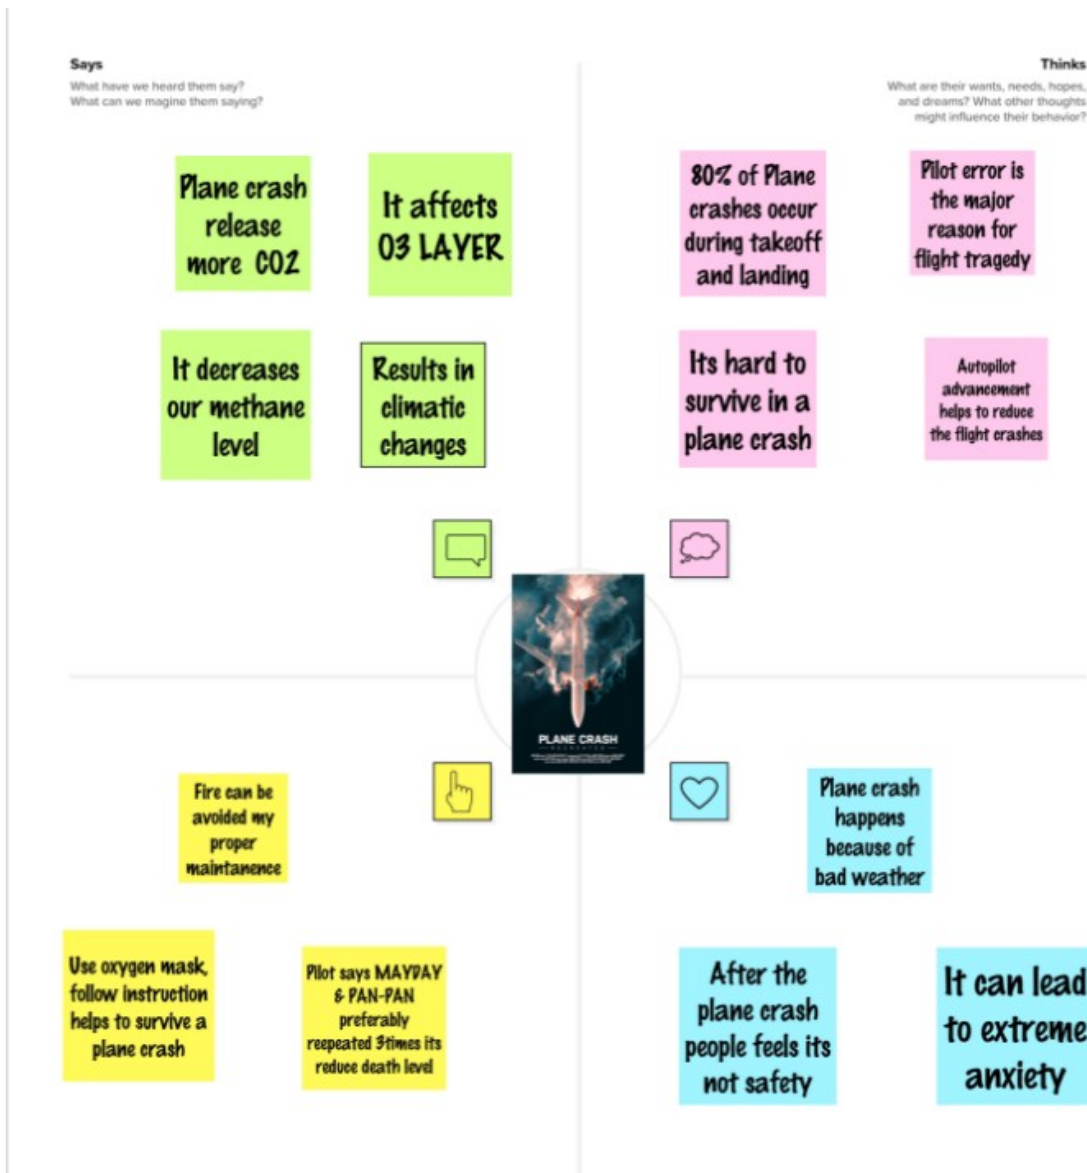 Says
What have we heard them say?
What can we magine them saying?
Thinks
What are their wants, needs, hopes,
and dreams? What other thoughts
might influence their behavior?
Plane crash
release
more CO2
It affects
O3 LAYER
80% of Plane
crashes occur
during takeoff
and landing
Pilot error is
the major
reason for
flight tragedy
It decreases
our methane
level
Results in
climatic
changes
Its hard to
survive in a
plane crash
Autopilot
advancement
helps to reduce
the flight crashes
PLANE CRASH
Fire can be
avoided my
proper
maintanence
Plane crash
happens
because of
bad weather
Use oxygen mask,
follow instruction
helps to survive a
plane crash
Pilot says MAYDAY
& PAN-PAN
preferably
reepeated 3times its
reduce death level
After the
plane crash
people feels its
not safety
It can lead
to extreme
anxiety